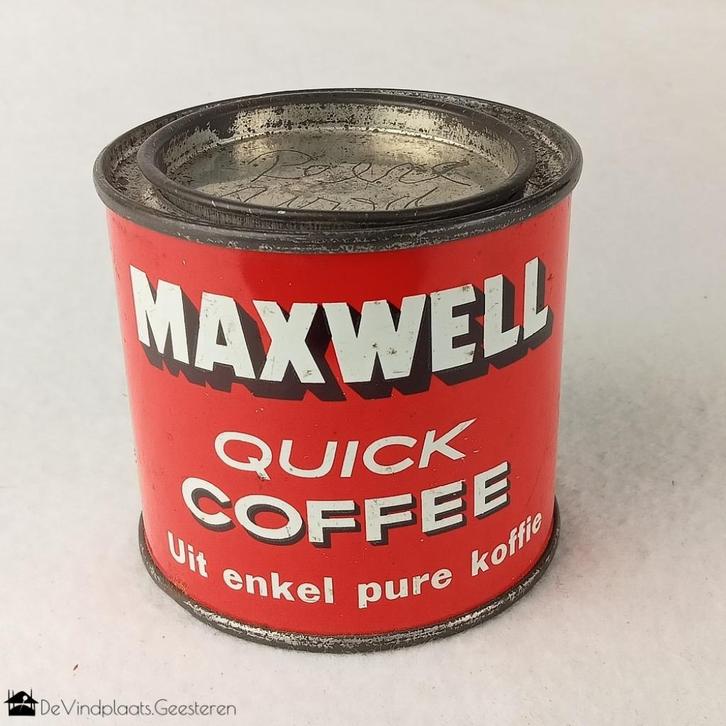 MAXWELL
QUICK
COFFEE
Uit enkel pure koffie
DeVindplaats.Geesteren